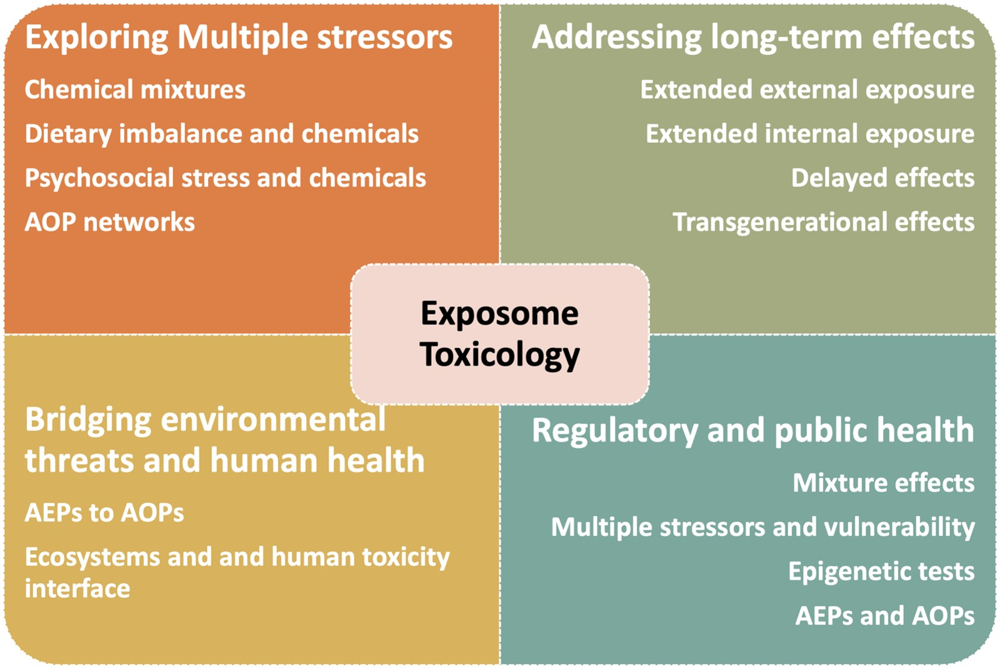 Exploring Multiple stressors
Chemical mixtures
Dietary imbalance and chemicals
Psychosocial stress and chemicals
AOP networks
Addressing long-term effects
Extended external exposure
Extended internal exposure
Delayed effects
Transgenerational effects
Exposome
Toxicology
Bridging environmental
threats and human health
AEPs to AOPs
Ecosystems and and human toxicity
interface
Regulatory and public health
Mixture effects
Multiple stressors and vulnerability
Epigenetic tests
AEPs and AOPs